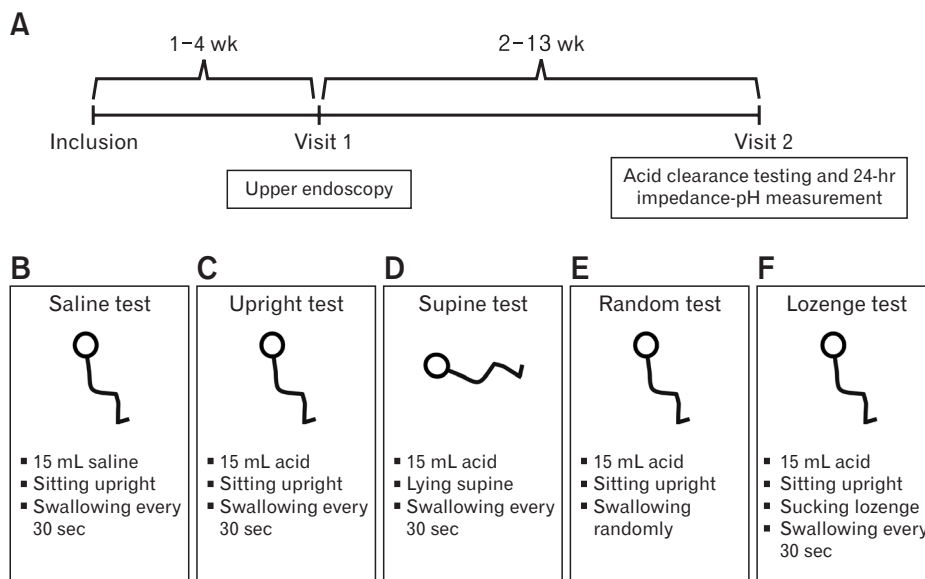 A
1–4 wk
2–13 wk
Inclusion
Visit 1
Visit 2
Upper endoscopy
Acid clearance testing and 24-hr
impedance-pH measurement
B
Saline test
▪ 15 mL saline
▪ Sitting upright
▪ Swallowing every
30 sec
C
Upright test
▪ 15 mL acid
▪ Sitting upright
▪ Swallowing every
30 sec
D
Supine test
▪ 15 mL acid
▪ Lying supine
▪ Swallowing every
30 sec
E
Random test
▪ 15 mL acid
▪ Sitting upright
▪ Swallowing
randomly
F
Lozenge test
▪ 15 mL acid
▪ Sitting upright
▪ Sucking lozenge
▪ Swallowing every
30 sec